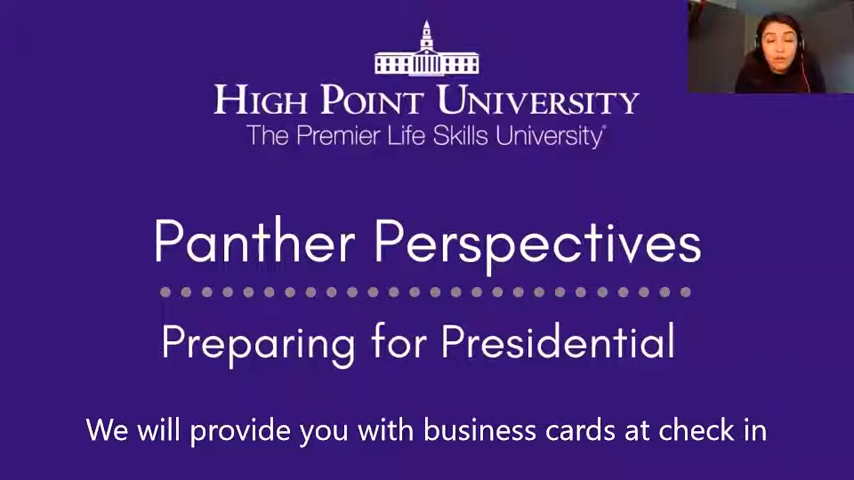 HIGH POINT UNIVERSITY
The Premier Life Skills University®
Panther Perspectives
Preparing for Presidential
We will provide you with business cards at check in